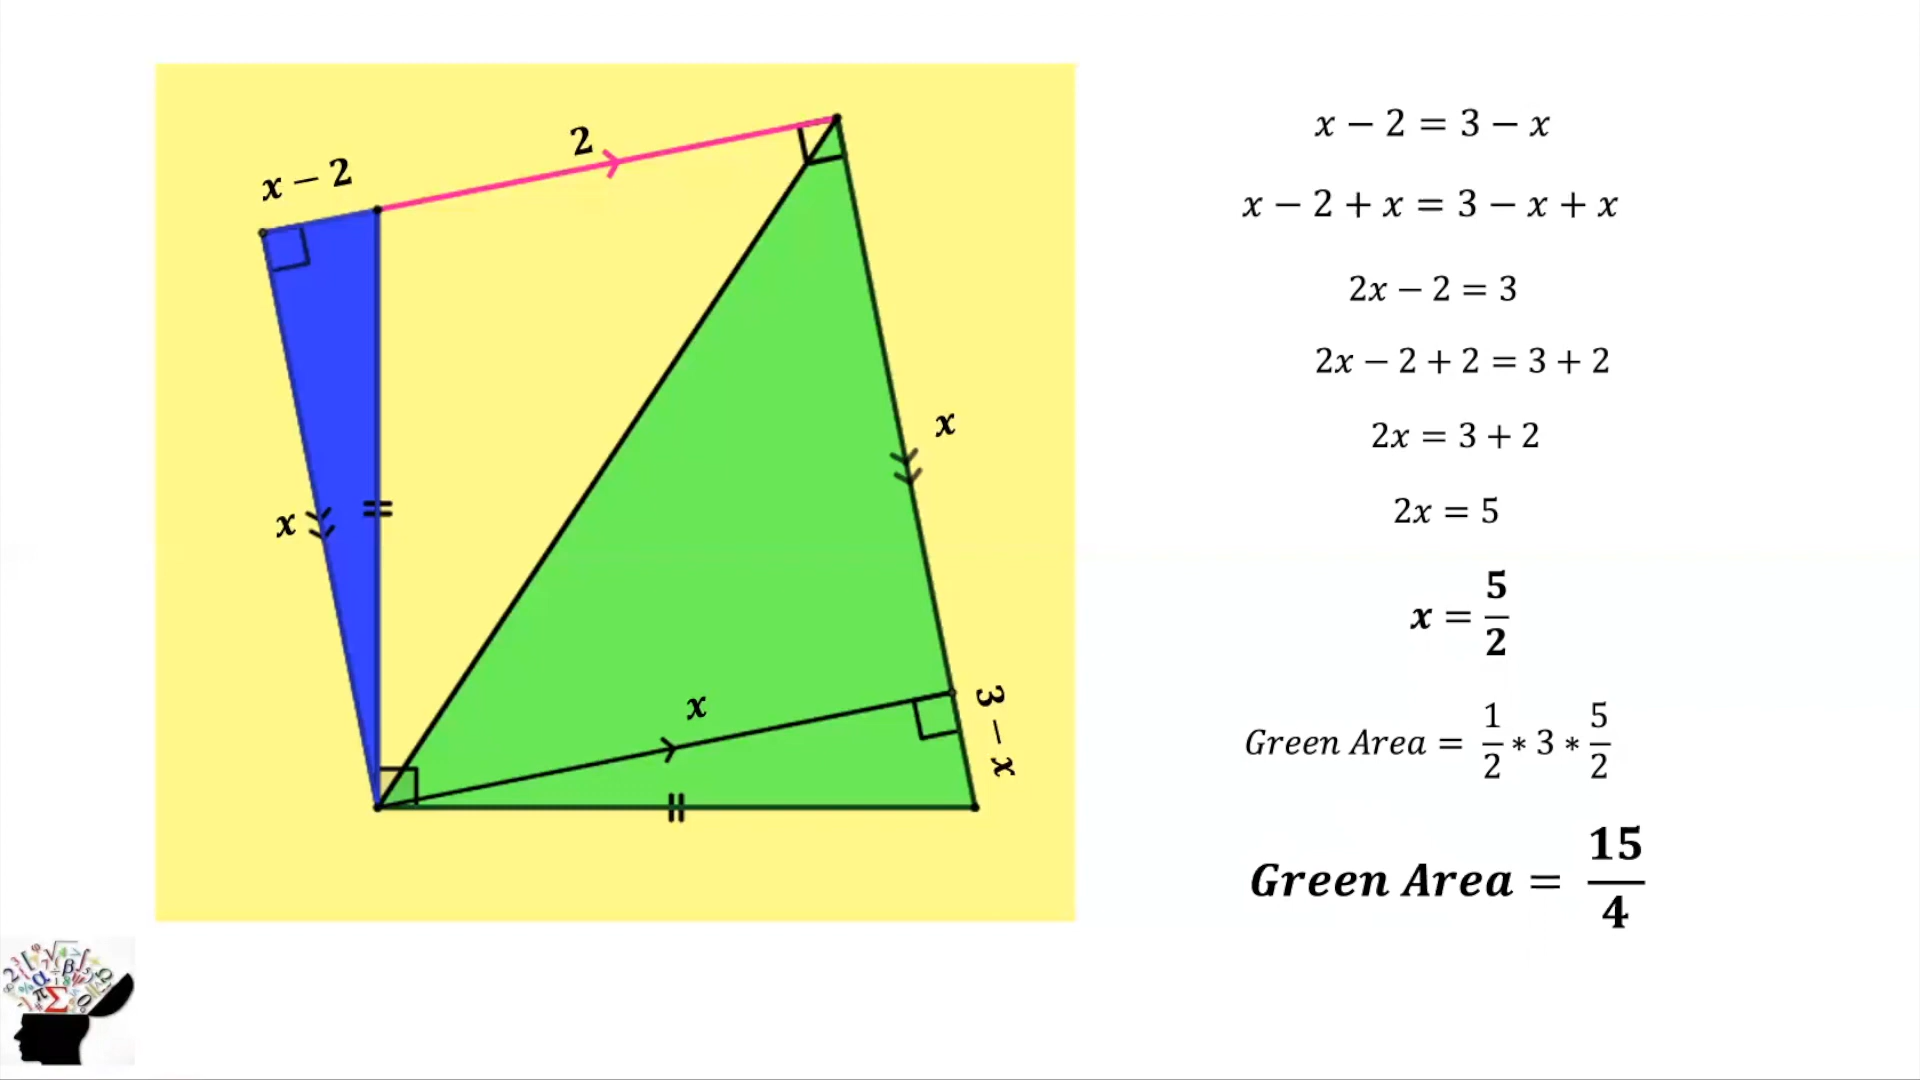 x − 2
2
x
x
x
3 − x
x − 2 = 3 − x
x − 2 + x = 3 − x + x
2x − 2 = 3
2x − 2 + 2 = 3 + 2
2x = 3 + 2
2x = 5
x = 5/2
Green Area = 1/2 * 3 * 5/2
Green Area = 15/4